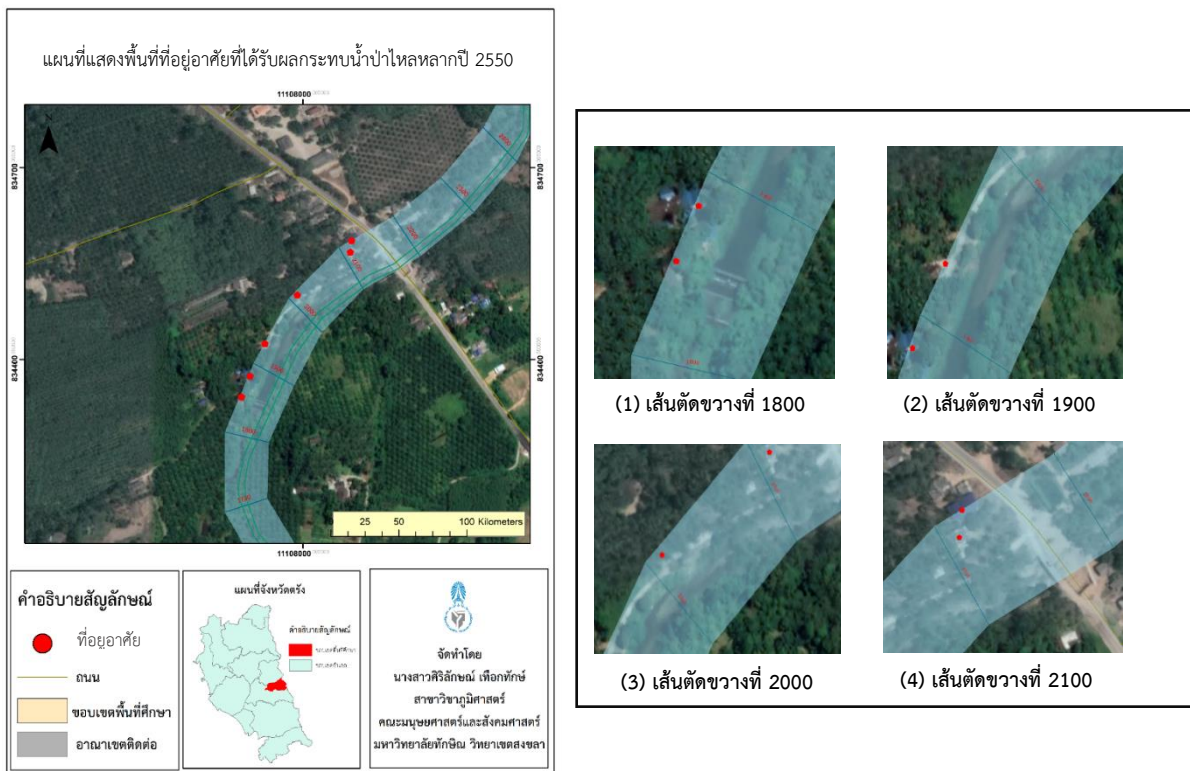 แผนที่แสดงพื้นที่ที่อยู่อาศัยที่ได้รับผลกระทบน้ำป่าไหลหลากปี 2550
11108000
N
834700
834700
834400
834400
25 50 100 Kilometers
11108000
คำอธิบายสัญลักษณ์
ที่อยู่อาศัย
ถนน
ขอบเขตพื้นที่ศึกษา
อาณาเขตติดต่อ
แผนที่จังหวัดตรัง
คำอธิบายสัญลักษณ์
จัดทำโดย
นางสาวศิริลักษณ์ เทือกทักษ์
สาขาวิชาภูมิศาสตร์
คณะมนุษยศาสตร์และสังคมศาสตร์
มหาวิทยาลัยทักษิณ วิทยาเขตสงขลา
(1) เส้นตัดขวางที่ 1800
(2) เส้นตัดขวางที่ 1900
(3) เส้นตัดขวางที่ 2000
(4) เส้นตัดขวางที่ 2100